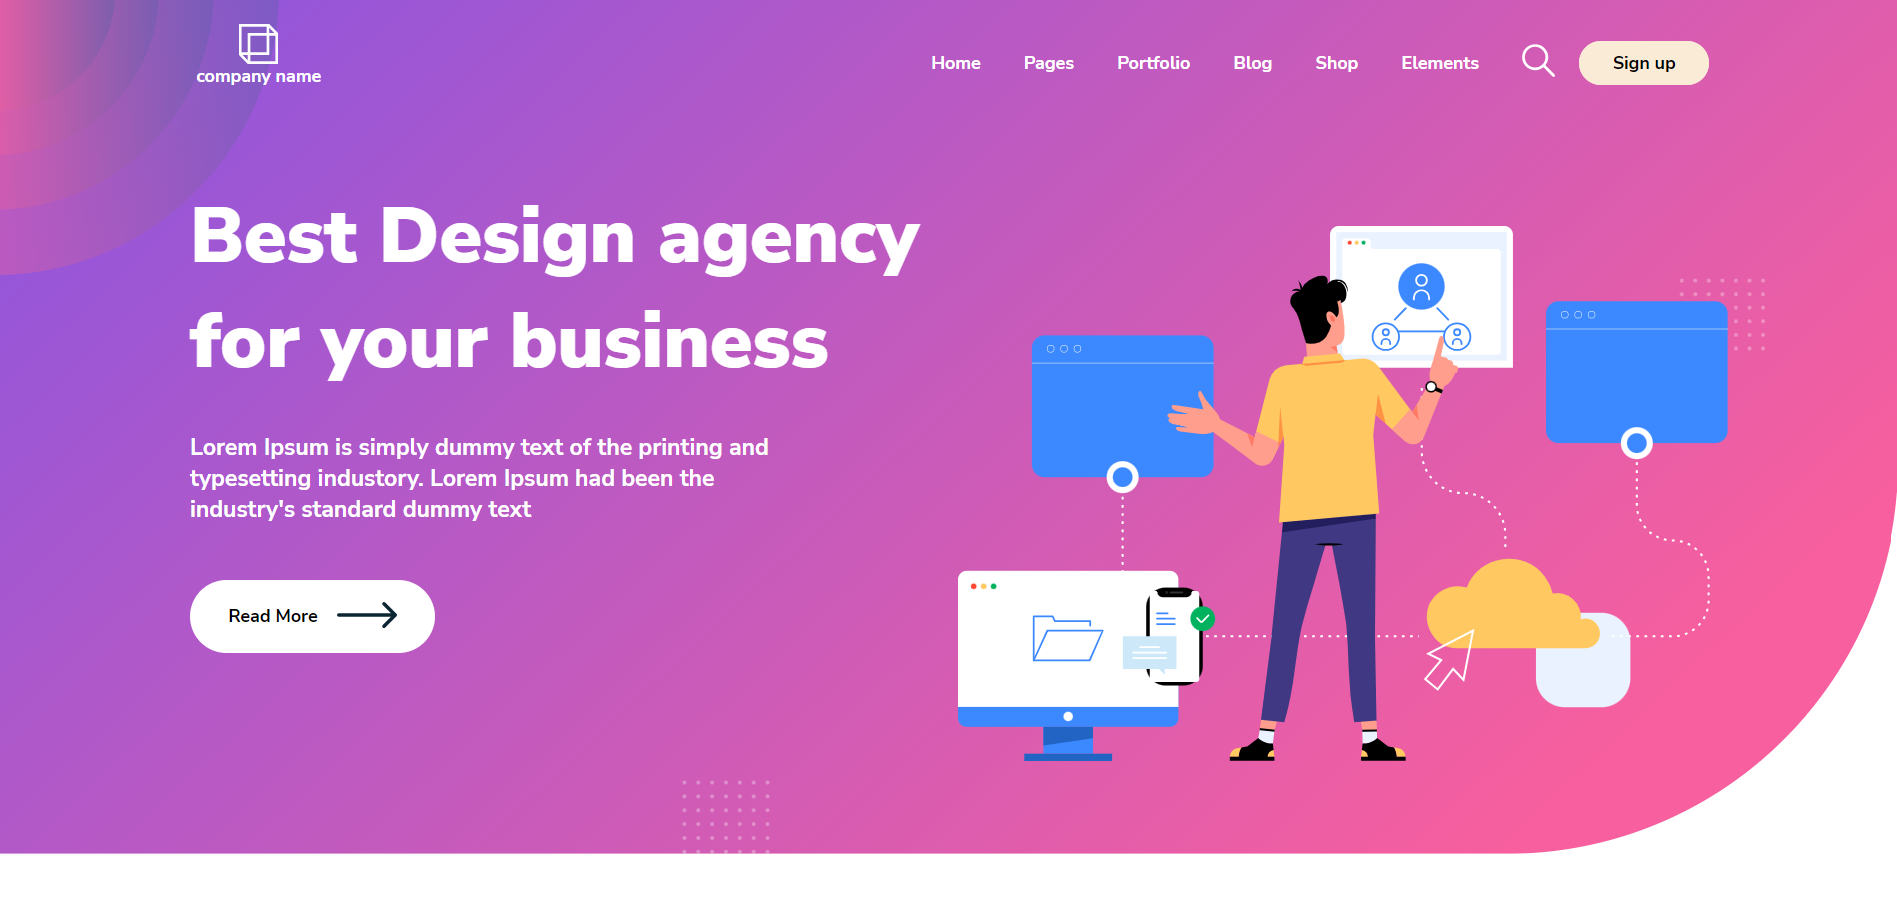 company name
Home Pages Portfolio Blog Shop Elements Sign up
Best Design agency
for your business
Lorem Ipsum is simply dummy text of the printing and
typesetting industory. Lorem Ipsum had been the
industry's standard dummy text
Read More